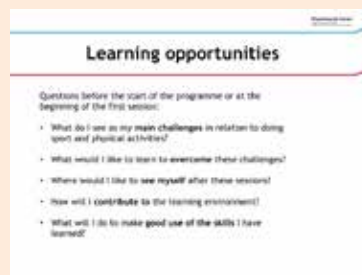 Learning opportunities
Questions before the start of the programme or at the
beginning of the first session:
• What do I see as my main challenges in relation to doing
sport and physical activities?
• What would I like to learn to overcome these challenges?
• Where would I like to see myself after these sessions?
• How will I contribute to the learning environment?
• What will I do to make good use of the skills I have
learned?